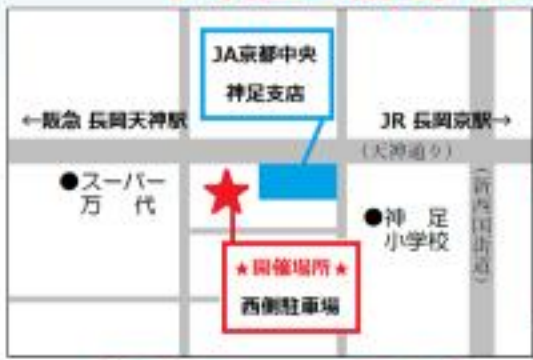 JA京都中央
神足支店
←阪急 長岡天神駅
JR 長岡京駅→
(天神通り)
●スーパー
万 代
●神 足
小学校
(新西国街道)
★開催場所★
西側駐車場